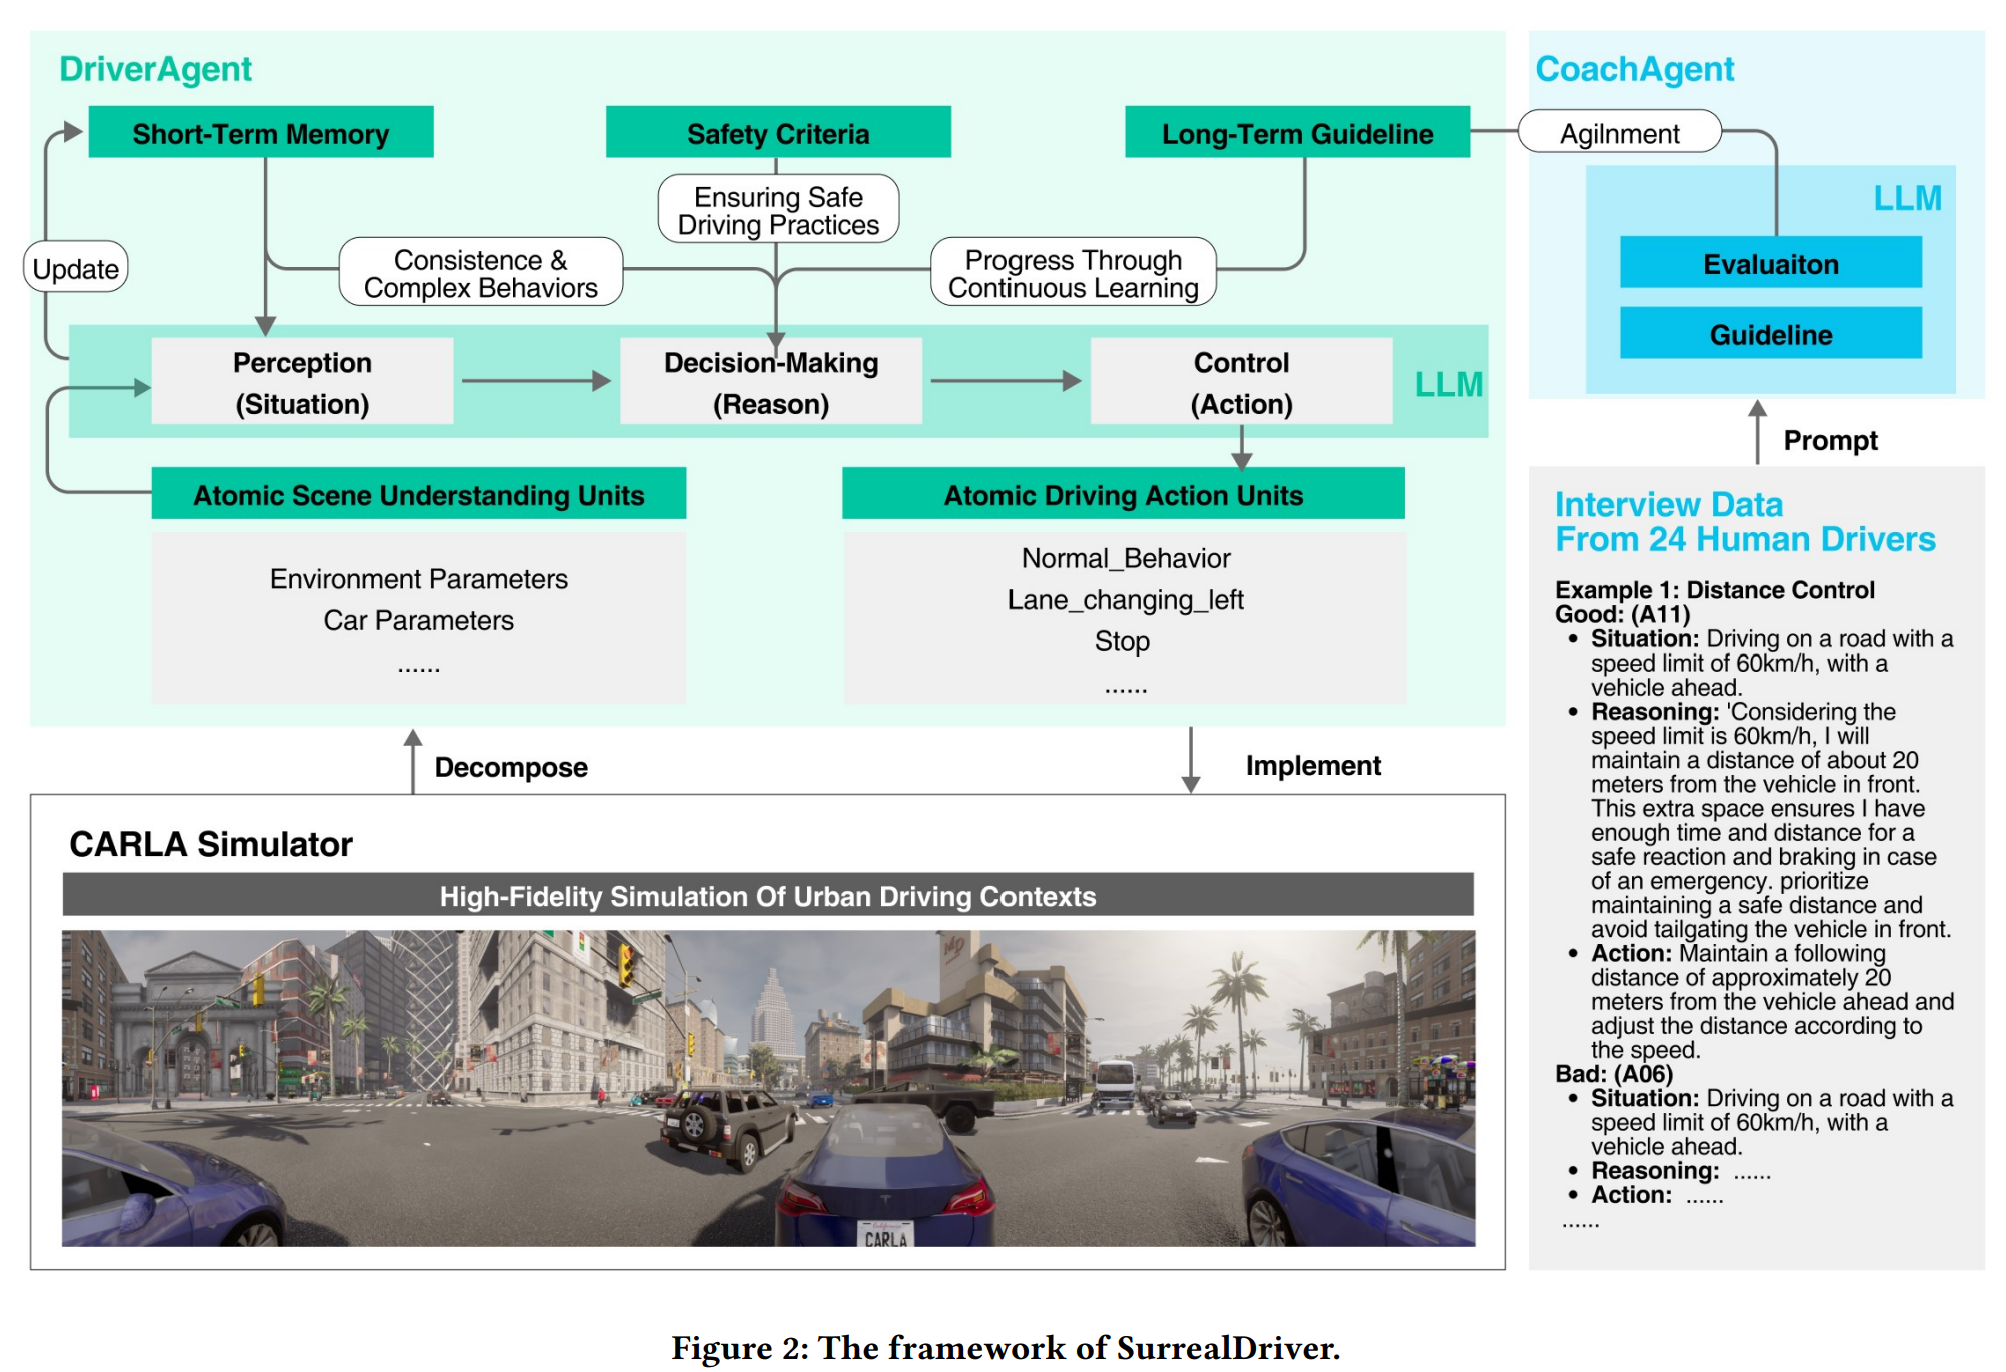 DriverAgent
Short-Term Memory
Safety Criteria
Long-Term Guideline
Update
Consistence &
Complex Behaviors
Ensuring Safe
Driving Practices
Progress Through
Continuous Learning
Perception
(Situation)
Decision-Making
(Reason)
Control
(Action)
LLM
Atomic Scene Understanding Units
Environment Parameters
Car Parameters
......
Atomic Driving Action Units
Normal_Behavior
Lane_changing_left
Stop
......
Decompose
Implement
CARLA Simulator
High-Fidelity Simulation Of Urban Driving Contexts
CARLA
CoachAgent
Agilnment
LLM
Evaluaiton
Guideline
Prompt
Interview Data
From 24 Human Drivers
Example 1: Distance Control
Good: (A11)
• Situation: Driving on a road with a
speed limit of 60km/h, with a
vehicle ahead.
• Reasoning: 'Considering the
speed limit is 60km/h, I will
maintain a distance of about 20
meters from the vehicle in front.
This extra space ensures I have
enough time and distance for a
safe reaction and braking in case
of an emergency. prioritize
maintaining a safe distance and
avoid tailgating the vehicle in front.
• Action: Maintain a following
distance of approximately 20
meters from the vehicle ahead and
adjust the distance according to
the speed.
Bad: (A06)
• Situation: Driving on a road with a
speed limit of 60km/h, with a
vehicle ahead.
• Reasoning: ......
• Action: ......
......
Figure 2: The framework of SurrealDriver.